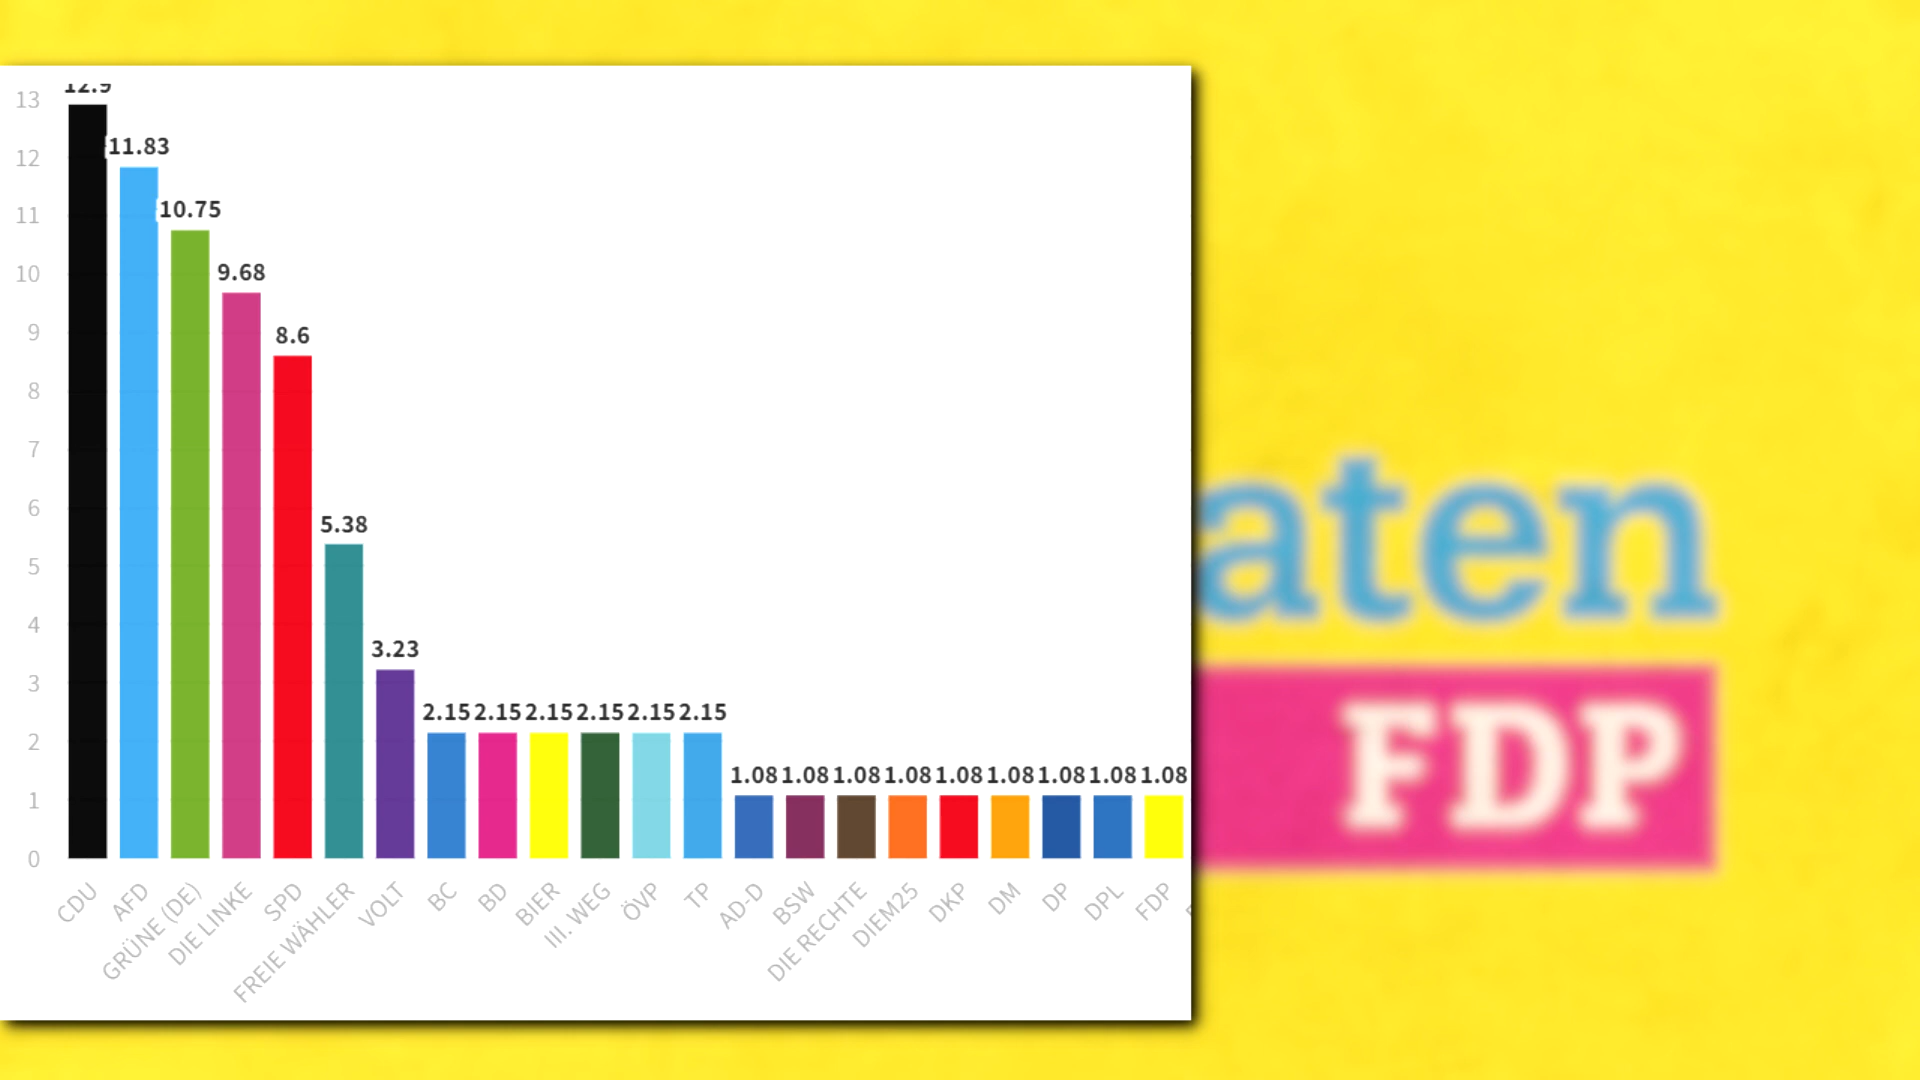 13
12
11
10
9
8
7
6
5
4
3
2
1
0
12.9
11.83
10.75
9.68
8.6
5.38
3.23
2.15 2.15 2.15 2.15 2.15 2.15
1.08 1.08 1.08 1.08 1.08 1.08 1.08 1.08 1.08
CDU
AFD
GRÜNE (DE)
DIE LINKE
SPD
FREIE WÄHLER
VOLT
BC
BD
BIER
III. WEG
ÖVP
TP
AD-D
BSW
DIE RECHTE
DIEM25
DKP
DM
DP
DPL
FDP
aten
FDP